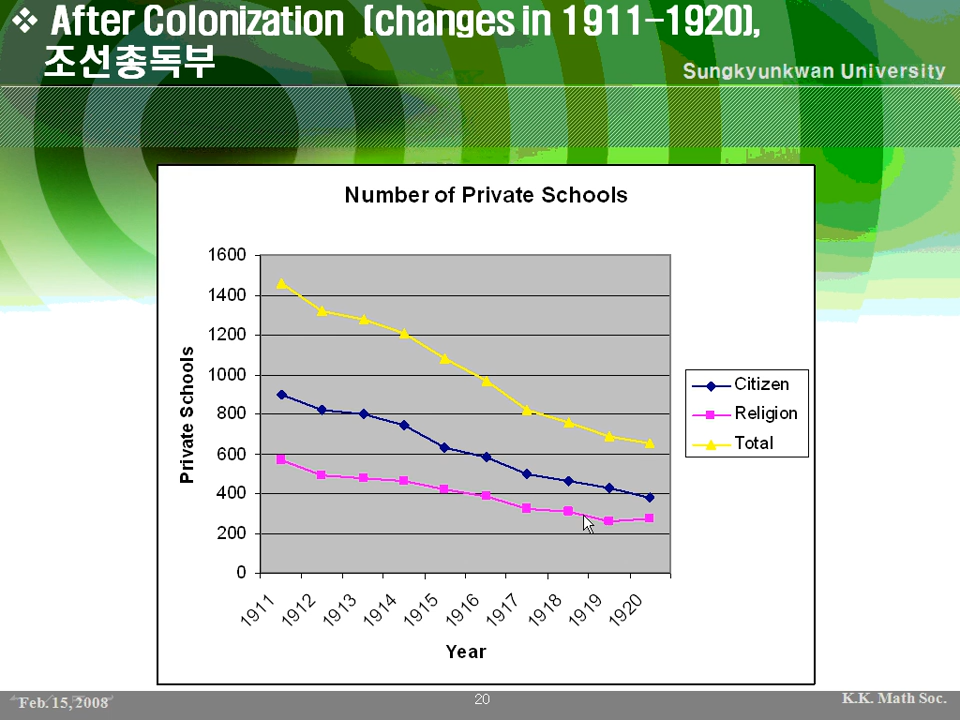 ❖ After Colonization (changes in 1911-1920),
조선총독부
Sungkyunkwan University
Number of Private Schools
1600
1400
1200
1000
800
600
400
200
0
Private Schools
1911
1912
1913
1914
1915
1916
1917
1918
1919
1920
Year
Citizen
Religion
Total
Feb. 15, 2008
20
K.K. Math Soc.